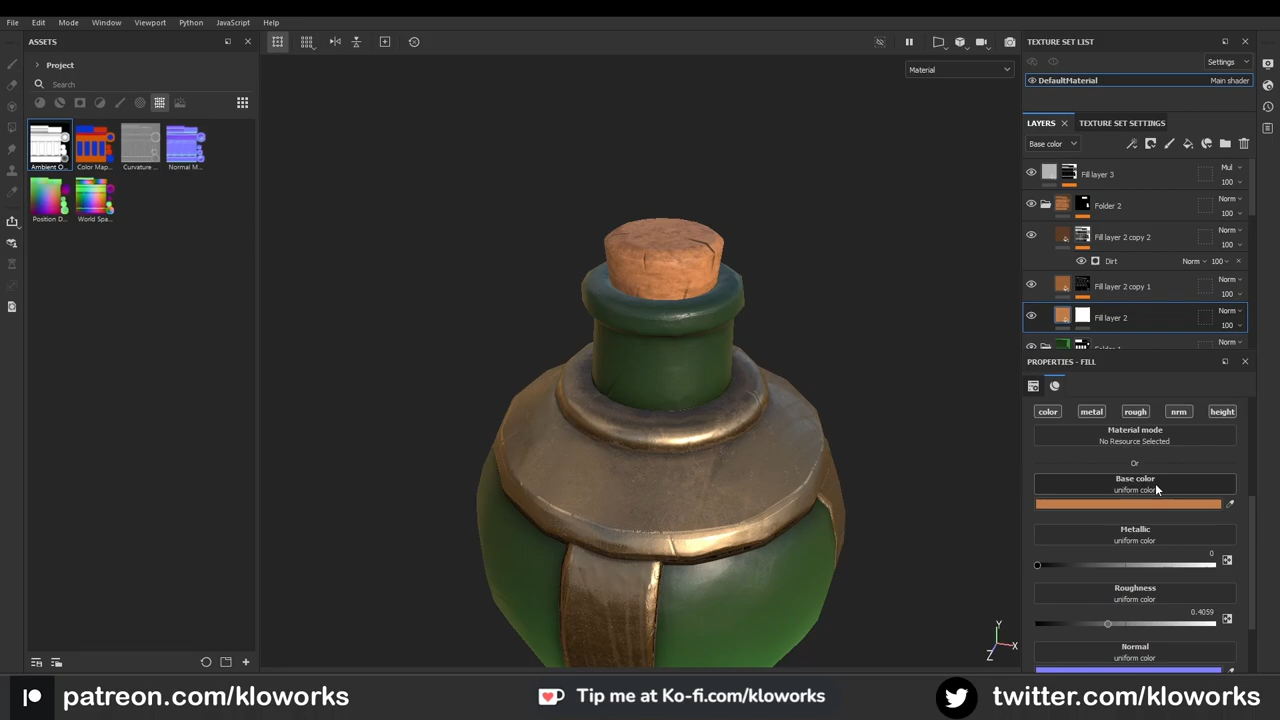 File Edit Mode Window Viewport Python JavaScript Help
ASSETS
Project
Search
Ambient O...
Color Map...
Curvature ...
Normal M...
Position D...
World Spa...
Material
Y
X
Z
TEXTURE SET LIST
Settings
DefaultMaterial
Main shader
LAYERS
TEXTURE SET SETTINGS
Base color
Fill layer 3
Mul
100
Folder 2
Norm
100
Fill layer 2 copy 2
Norm
100
Dirt
Norm
100
Fill layer 2 copy 1
Norm
100
Fill layer 2
Norm
100
Norm
PROPERTIES - FILL
color metal rough nrm height
Material mode
No Resource Selected
Or
Base color
uniform color
Metallic
uniform color
0
Roughness
uniform color
0.4059
Normal
uniform color
patreon.com/kloworks
Tip me at Ko-fi.com/kloworks
twitter.com/kloworks